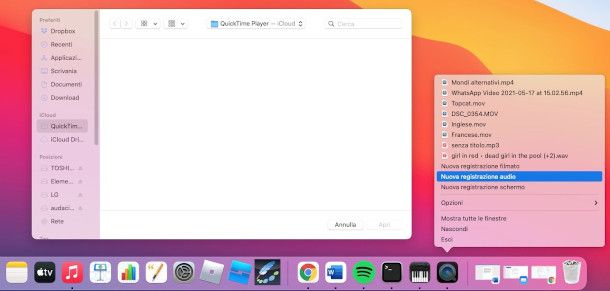 Preferiti
Dropbox
Recenti
Applicazi...
Scrivania
Documenti
Download
iCloud
QuickTim...
iCloud Dri...
Posizioni
TOSHI...
Eleme...
LG
audaci...
Rete
QuickTime Player — iCloud
Cerca
Annulla
Apri
Mondi alternativi.mp4
WhatsApp Video 2021-05-17 at 15.02.56.mp4
Topcat.mov
DSC_0354.MOV
Inglese.mov
Francese.mov
senza titolo.mp3
girl in red - dead girl in the pool (+2).wav
Nuova registrazione filmato
Nuova registrazione audio
Nuova registrazione schermo
Opzioni
Mostra tutte le finestre
Nascondi
Esci
tv